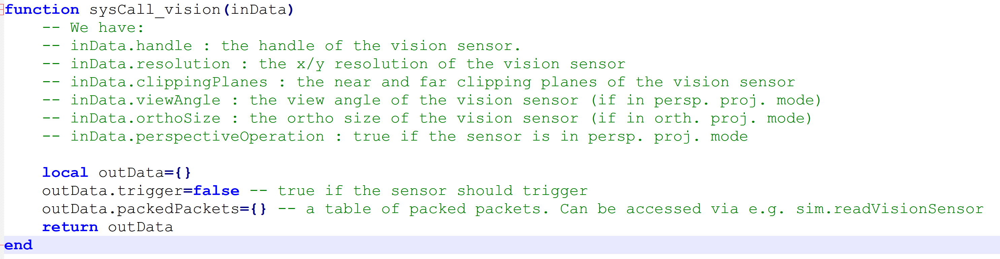 function sysCall_vision(inData)
-- We have:
-- inData.handle : the handle of the vision sensor.
-- inData.resolution : the x/y resolution of the vision sensor
-- inData.clippingPlanes : the near and far clipping planes of the vision sensor
-- inData.viewAngle : the view angle of the vision sensor (if in persp. proj. mode)
-- inData.orthoSize : the ortho size of the vision sensor (if in orth. proj. mode)
-- inData.perspectiveOperation : true if the sensor is in persp. proj. mode
local outData={}
outData.trigger=false -- true if the sensor should trigger
outData.packedPackets={} -- a table of packed packets. Can be accessed via e.g. sim.readVisionSensor
return outData
end